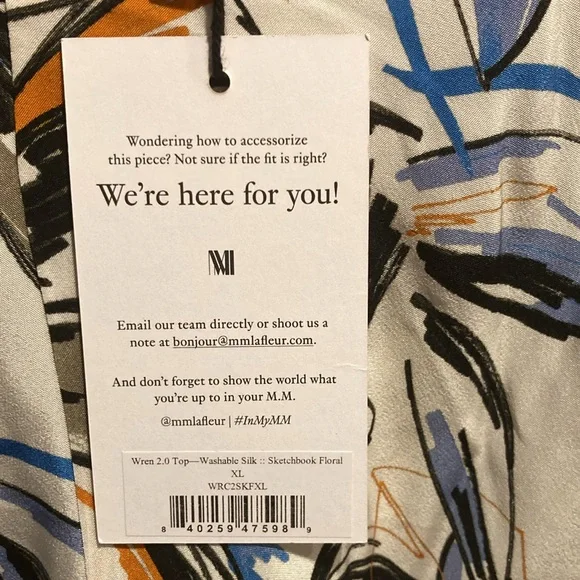 Wondering how to accessorize
this piece? Not sure if the fit is right?
We're here for you!
MM
Email our team directly or shoot us a
note at bonjour@mmlafleur.com.
And don't forget to show the world what
you're up to in your M.M.
@mmlafleur | #InMyMM
Wren 2.0 Top—Washable Silk :: Sketchbook Floral
XL
WRC2SKFXL
8 40259 47598 9